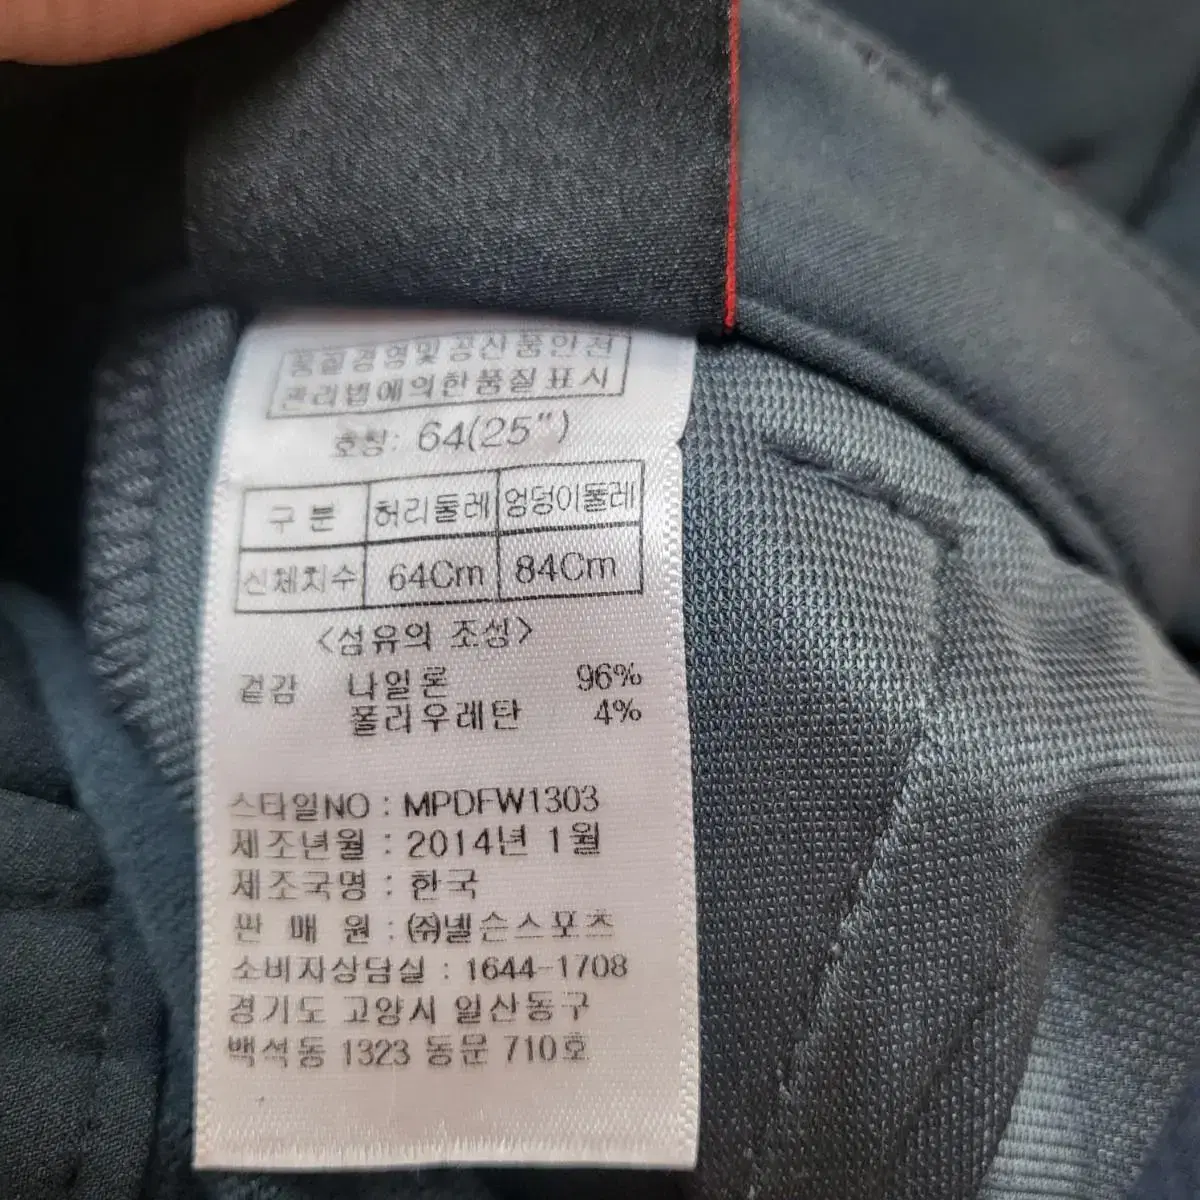 품질경영및공산품안전
관리법에의한품질표시
호칭: 64(25")
구 분 허리둘레 엉덩이둘레
신체치수 64Cm 84Cm
<섬유의 조성>
겉감 나일론 96%
폴리우레탄 4%
스타일NO : MPDFW1303
제조년월 : 2014년 1월
제조국명 : 한국
판 매 원 : ㈜넬슨스포츠
소비자상담실 : 1644-1708
경기도 고양시 일산동구
백석동 1323 동문 710호